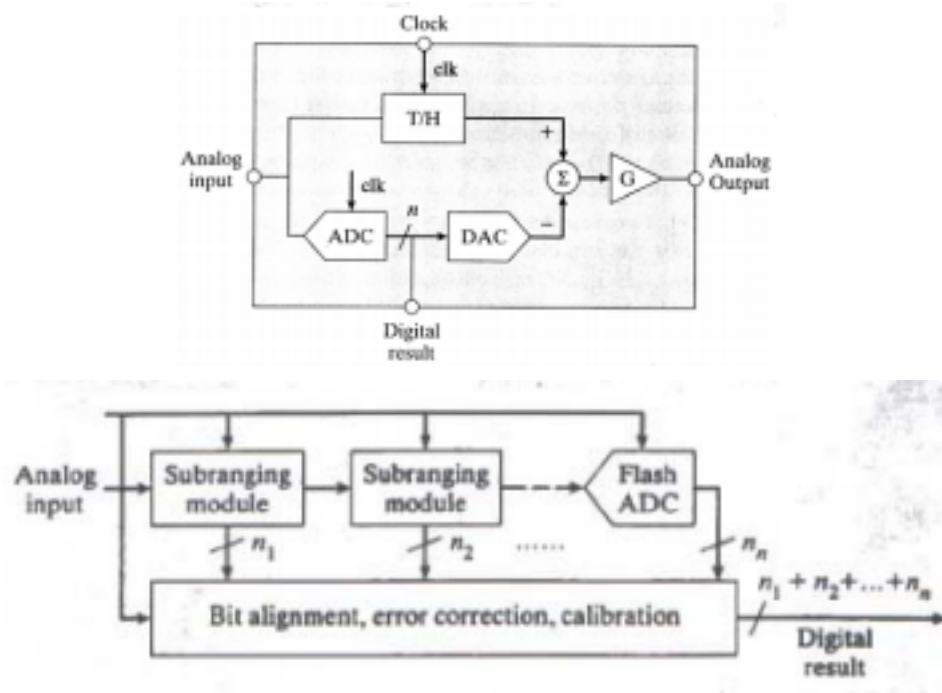 Clock
clk
T/H
+
Analog
input
Σ
G
Analog
Output
clk
n
ADC
DAC
−
Digital
result
Analog
input
Subranging
module
Subranging
module
Flash
ADC
n₁
n₂
......
nₙ
n₁ + n₂+...+nₙ
Bit alignment, error correction, calibration
Digital
result